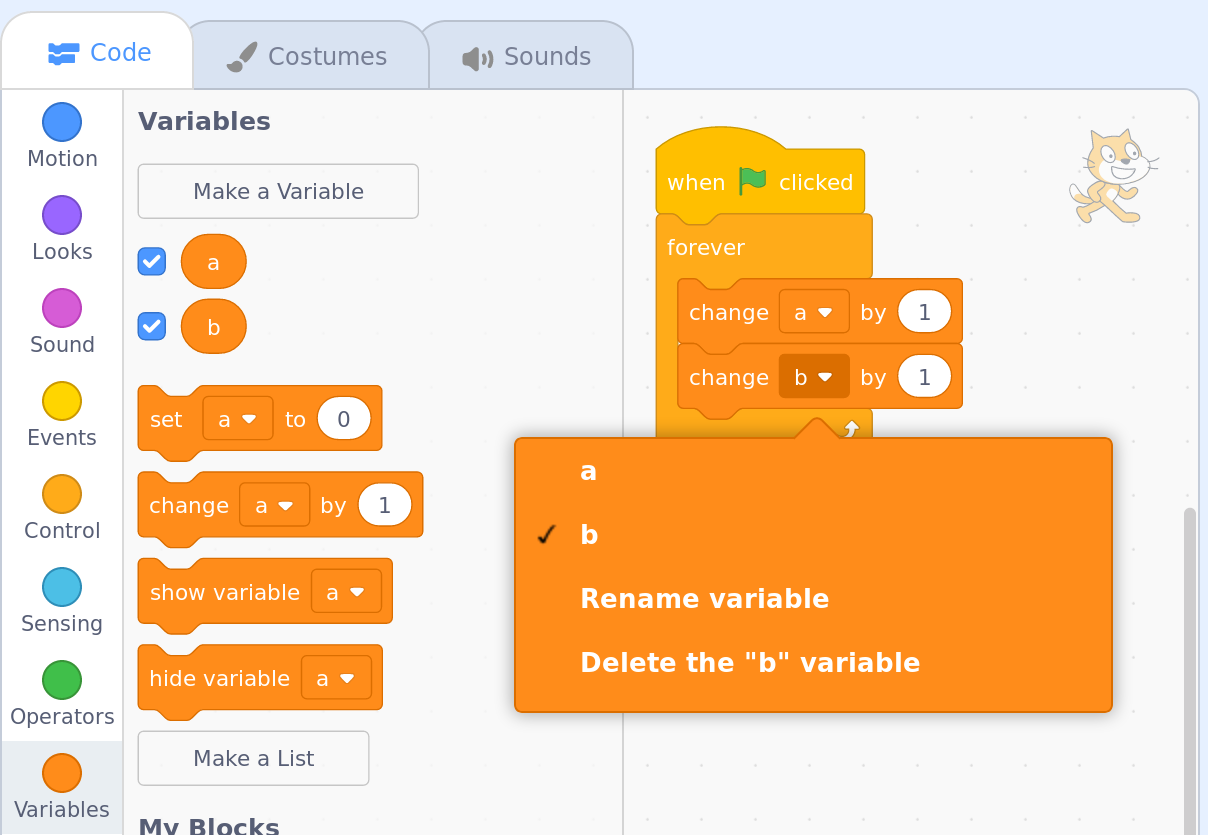 Code
Costumes
Sounds
Motion
Looks
Sound
Events
Control
Sensing
Operators
Variables
Variables
Make a Variable
a
b
set a to 0
change a by 1
show variable a
hide variable a
Make a List
My Blocks
when clicked
forever
change a by 1
change b by 1
a
b
Rename variable
Delete the "b" variable